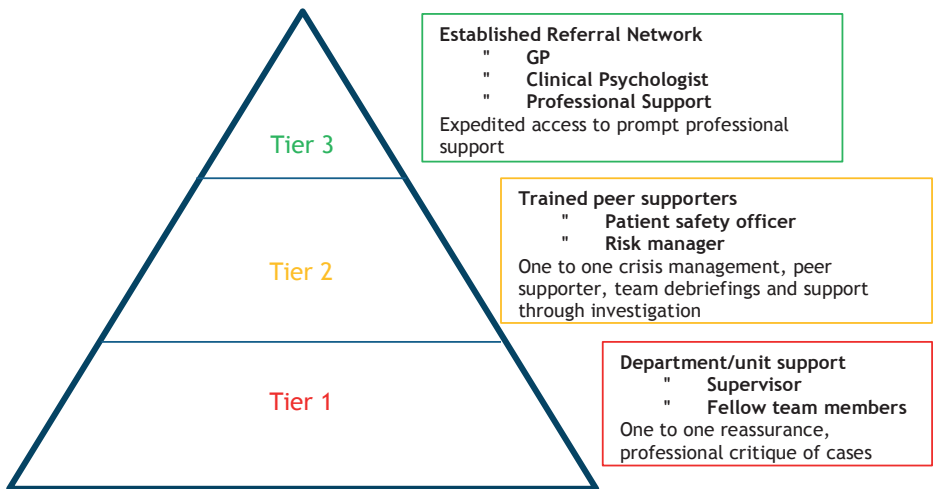 Established Referral Network
" GP
" Clinical Psychologist
" Professional Support
Expedited access to prompt professional
support
Tier 3
Trained peer supporters
" Patient safety officer
" Risk manager
One to one crisis management, peer
supporter, team debriefings and support
through investigation
Tier 2
Department/unit support
" Supervisor
" Fellow team members
One to one reassurance,
professional critique of cases
Tier 1